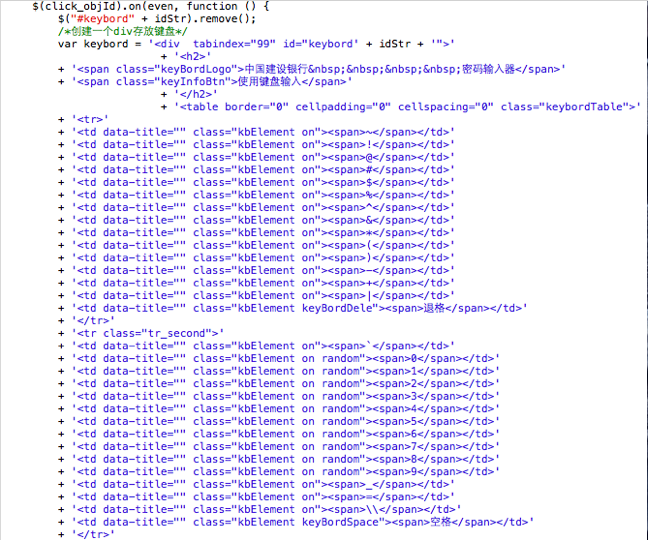 $(click_objId).on(even, function () {
$("#keybord" + idStr).remove();
/*创建一个div存放键盘*/
var keybord = '<div  tabindex="99" id="keybord' + idStr + '">'
+ '<h2>'
+ '<span class="keyBordLogo">中国建设银行&nbsp;&nbsp;&nbsp;&nbsp;密码输入器</span>'
+ '<span class="keyInfoBtn">使用键盘输入</span>'
+ '</h2>'
+ '<table border="0" cellpadding="0" cellspacing="0" class="keybordTable">'
+ '<tr>'
+ '<td data-title="" class="kbElement on"><span>~</span></td>'
+ '<td data-title="" class="kbElement on"><span>!</span></td>'
+ '<td data-title="" class="kbElement on"><span>@</span></td>'
+ '<td data-title="" class="kbElement on"><span>#</span></td>'
+ '<td data-title="" class="kbElement on"><span>$</span></td>'
+ '<td data-title="" class="kbElement on"><span>%</span></td>'
+ '<td data-title="" class="kbElement on"><span>^</span></td>'
+ '<td data-title="" class="kbElement on"><span>&</span></td>'
+ '<td data-title="" class="kbElement on"><span>*</span></td>'
+ '<td data-title="" class="kbElement on"><span>(</span></td>'
+ '<td data-title="" class="kbElement on"><span>)</span></td>'
+ '<td data-title="" class="kbElement on"><span>-</span></td>'
+ '<td data-title="" class="kbElement on"><span>+</span></td>'
+ '<td data-title="" class="kbElement on"><span>|</span></td>'
+ '<td data-title="" class="kbElement keyBordDele"><span>退格</span></td>'
+ '</tr>'
+ '<tr class="tr_second">'
+ '<td data-title="" class="kbElement on"><span>`</span></td>'
+ '<td data-title="" class="kbElement on random"><span>0</span></td>'
+ '<td data-title="" class="kbElement on random"><span>1</span></td>'
+ '<td data-title="" class="kbElement on random"><span>2</span></td>'
+ '<td data-title="" class="kbElement on random"><span>3</span></td>'
+ '<td data-title="" class="kbElement on random"><span>4</span></td>'
+ '<td data-title="" class="kbElement on random"><span>5</span></td>'
+ '<td data-title="" class="kbElement on random"><span>6</span></td>'
+ '<td data-title="" class="kbElement on random"><span>7</span></td>'
+ '<td data-title="" class="kbElement on random"><span>8</span></td>'
+ '<td data-title="" class="kbElement on random"><span>9</span></td>'
+ '<td data-title="" class="kbElement on"><span>_</span></td>'
+ '<td data-title="" class="kbElement on"><span>=</span></td>'
+ '<td data-title="" class="kbElement on"><span>\\</span></td>'
+ '<td data-title="" class="kbElement keyBordSpace"><span>空格</span></td>'
+ '</tr>'